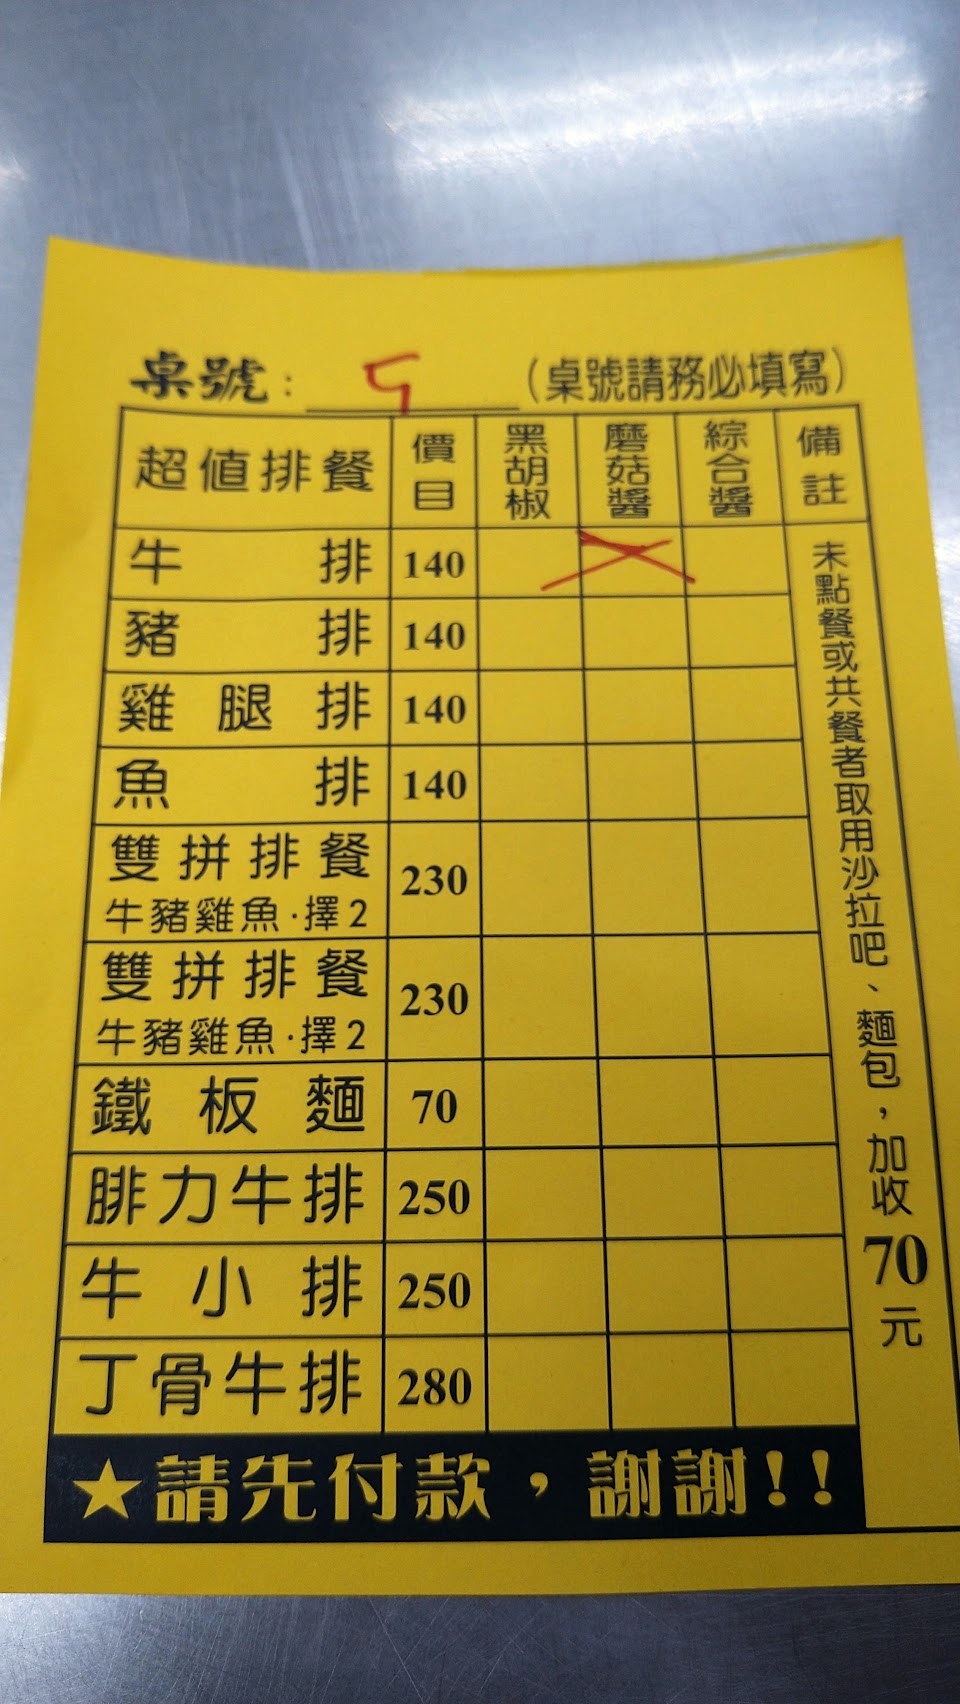 桌號：5 (桌號請務必填寫)
超值排餐 價目 黑胡椒 磨菇醬 綜合醬 備註
牛排 140
豬排 140
雞腿排 140
魚排 140
雙拼排餐 230
牛豬雞魚·擇2
雙拼排餐 230
牛豬雞魚·擇2
鐵板麵 70
腓力牛排 250
牛小排 250
丁骨牛排 280
未點餐或共餐者取用沙拉吧、麵包，加收70元
★請先付款，謝謝!!